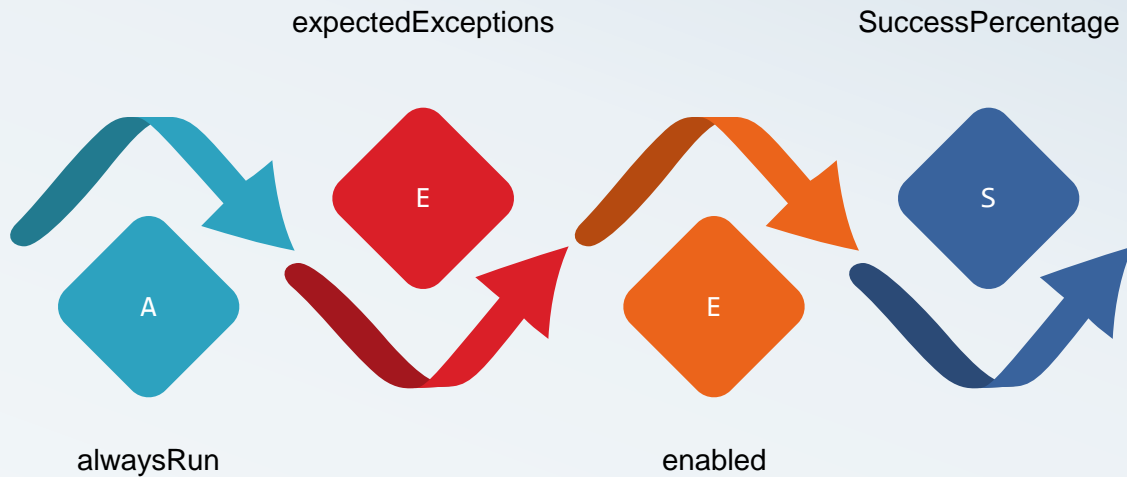 expectedExceptions
SuccessPercentage
E
S
A
E
alwaysRun
enabled